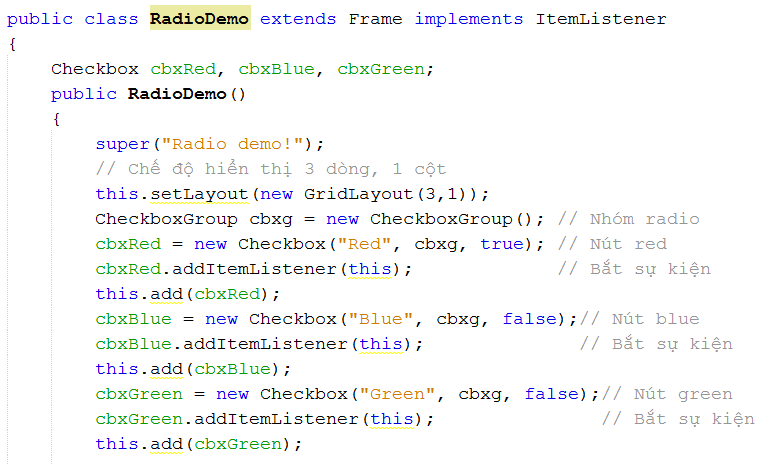 public class RadioDemo extends Frame implements ItemListener
{
Checkbox cbxRed, cbxBlue, cbxGreen;
public RadioDemo()
{
super("Radio demo!");
// Chế độ hiển thị 3 dòng, 1 cột
this.setLayout(new GridLayout(3,1));
CheckboxGroup cbxg = new CheckboxGroup(); // Nhóm radio
cbxRed = new Checkbox("Red", cbxg, true); // Nút red
cbxRed.addItemListener(this); // Bắt sự kiện
this.add(cbxRed);
cbxBlue = new Checkbox("Blue", cbxg, false);// Nút blue
cbxBlue.addItemListener(this); // Bắt sự kiện
this.add(cbxBlue);
cbxGreen = new Checkbox("Green", cbxg, false);// Nút green
cbxGreen.addItemListener(this); // Bắt sự kiện
this.add(cbxGreen);